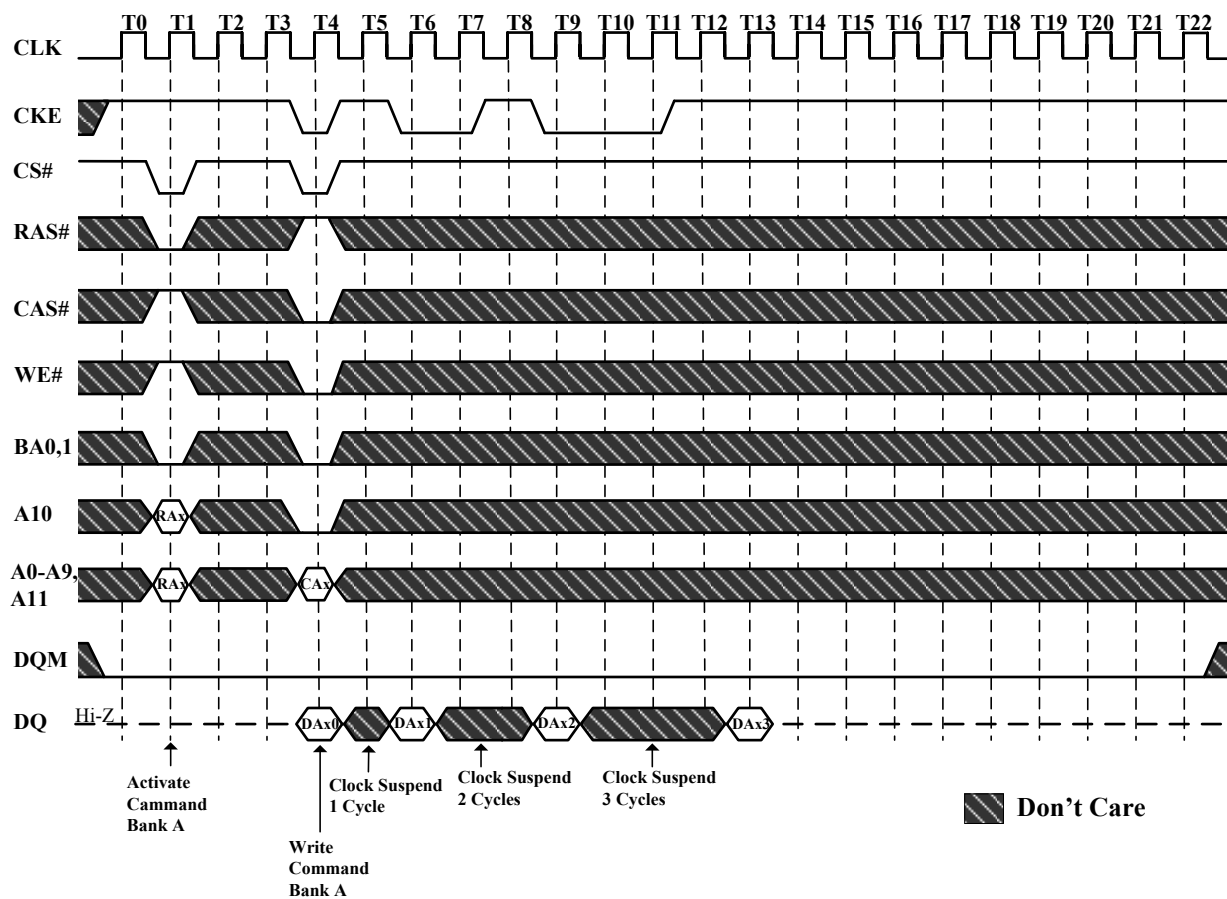 T0 T1 T2 T3 T4 T5 T6 T7 T8 T9 T10 T11 T12 T13 T14 T15 T16 T17 T18 T19 T20 T21 T22
CLK
CKE
CS#
RAS#
CAS#
WE#
BA0,1
A10
RAx
A0-A9,
A11
RAx
CAx
DQM
DQ
Hi-Z
DAx0
DAx1
DAx2
DAx3
Activate
Cammand
Bank A
Write
Command
Bank A
Clock Suspend
1 Cycle
Clock Suspend
2 Cycles
Clock Suspend
3 Cycles
Don't Care